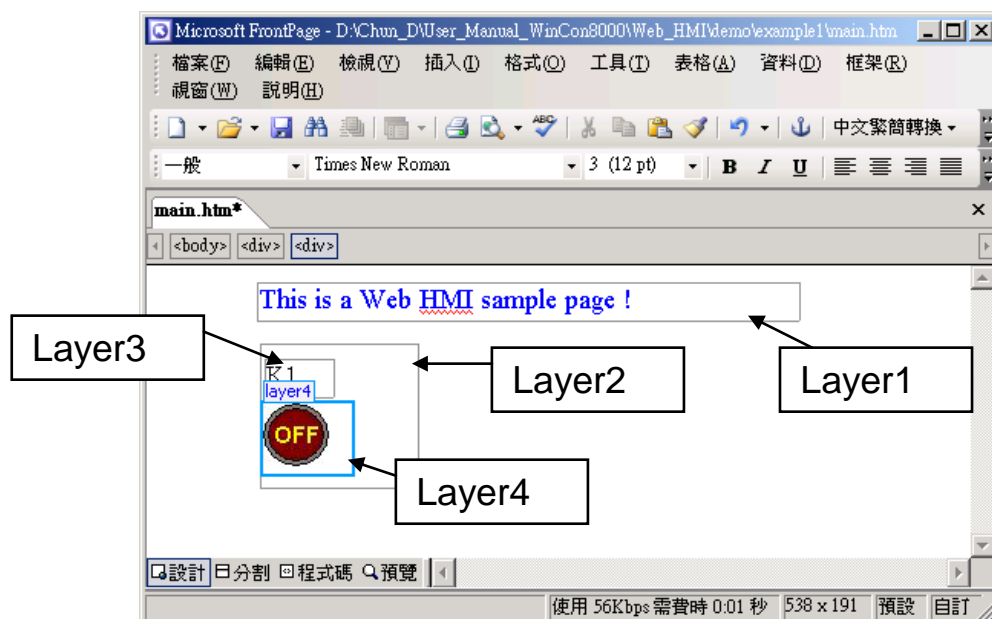 Microsoft FrontPage - D:\Chun_D\User_Manual_WinCon8000\Web_HMI\demo\example1\main.htm
檔案(F) 編輯(E) 檢視(V) 插入(I) 格式(O) 工具(T) 表格(A) 資料(D) 框架(R)
視窗(W) 說明(H)
ABC 中文繁簡轉換
一般 Times New Roman 3 (12 pt) B I U
main.htm*
<body> <div> <div>
This is a Web HMI sample page !
Layer3
Layer2
Layer1
K1
layer4
OFF
Layer4
設計 分割 程式碼 預覽
使用 56Kbps 需費時 0:01 秒 538 x 191 預設 自訂